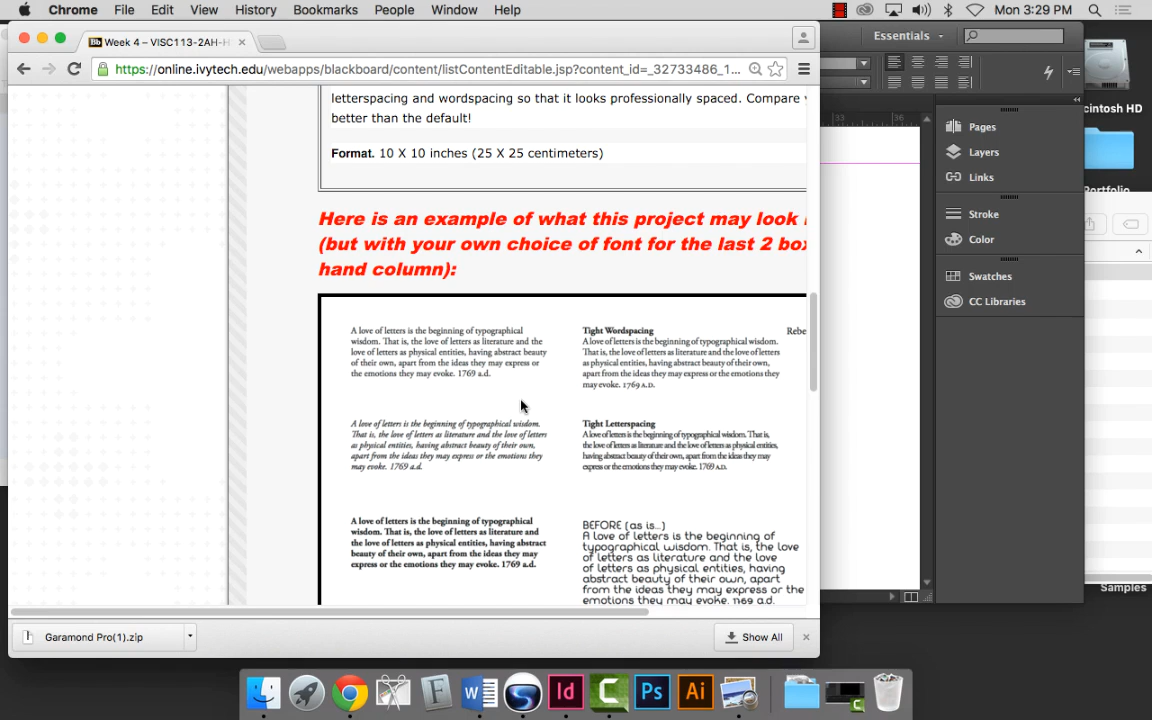 Chrome File Edit View History Bookmarks People Window Help Mon 3:29 PM
Bb Week 4 – VISC113-2AH-H
https://online.ivytech.edu/webapps/blackboard/content/listContentEditable.jsp?content_id=_32733486_1...
Essentials
33 36
letterspacing and wordspacing so that it looks professionally spaced. Compare
better than the default!
Format. 10 X 10 inches (25 X 25 centimeters)
Here is an example of what this project may look
(but with your own choice of font for the last 2 box
hand column):
A love of letters is the beginning of typographical
wisdom. That is, the love of letters as literature and the
love of letters as physical entities, having abstract beauty
of their own, apart from the ideas they may express or
the emotions they may evoke. 1769 a.d.
Tight Wordspacing
A love of letters is the beginning of typographical wisdom.
That is, the love of letters as literature and the love of letters
as physical entities, having abstract beauty of their own,
apart from the ideas they may express or the emotions they
may evoke. 1769 A.D.
Rebe
A love of letters is the beginning of typographical wisdom.
That is, the love of letters as literature and the love of letters
as physical entities, having abstract beauty of their own,
apart from the ideas they may express or the emotions they
may evoke. 1769 a.d.
Tight Letterspacing
A love of letters is the beginning of typographical wisdom. That is,
the love of letters as literature and the love of letters as physical entities,
having abstract beauty of their own, apart from the ideas they may
express or the emotions they may evoke. 1769 A.D.
A love of letters is the beginning of typographical
wisdom. That is, the love of letters as literature and
the love of letters as physical entities, having abstract
beauty of their own, apart from the ideas they may
express or the emotions they may evoke. 1769 a.d.
BEFORE (as is...)
A love of letters is the beginning of
typographical wisdom. That is, the love
of letters as literature and the love
of letters as physical entities, having
abstract beauty of their own, apart
from the ideas they may express or the
emotions they may evoke. 1769 a.d.
Pages
Layers
Links
Stroke
Color
Swatches
CC Libraries
cintosh HD
Portfolio
Samples
Garamond Pro(1).zip
Show All
F W S Id C Ps Ai